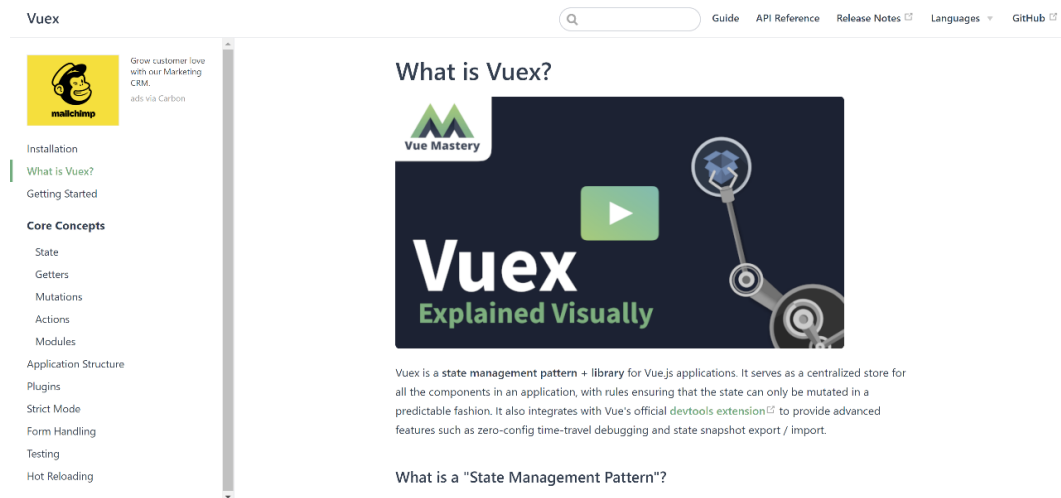 Vuex
Guide
API Reference
Release Notes
Languages
GitHub
mailchimp
Grow customer love
with our Marketing
CRM.
ads via Carbon
Installation
What is Vuex?
Getting Started
Core Concepts
State
Getters
Mutations
Actions
Modules
Application Structure
Plugins
Strict Mode
Form Handling
Testing
Hot Reloading
What is Vuex?
Vue Mastery
Vuex
Explained Visually
Vuex is a state management pattern + library for Vue.js applications. It serves as a centralized store for
all the components in an application, with rules ensuring that the state can only be mutated in a
predictable fashion. It also integrates with Vue's official devtools extension to provide advanced
features such as zero-config time-travel debugging and state snapshot export / import.
What is a "State Management Pattern"?